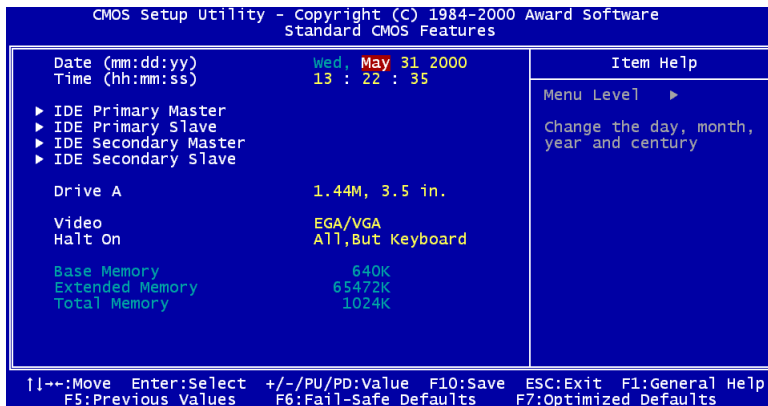 CMOS Setup Utility - Copyright (C) 1984-2000 Award Software
Standard CMOS Features
Date (mm:dd:yy) Wed, May 31 2000
Time (hh:mm:ss) 13 : 22 : 35
▶ IDE Primary Master
▶ IDE Primary Slave
▶ IDE Secondary Master
▶ IDE Secondary Slave
Drive A 1.44M, 3.5 in.
Video EGA/VGA
Halt On All,But Keyboard
Base Memory 640K
Extended Memory 65472K
Total Memory 1024K
Item Help
Menu Level ▶
Change the day, month,
year and century
↑↓→←:Move Enter:Select +/-/PU/PD:Value F10:Save ESC:Exit F1:General Help
F5:Previous Values F6:Fail-Safe Defaults F7:Optimized Defaults